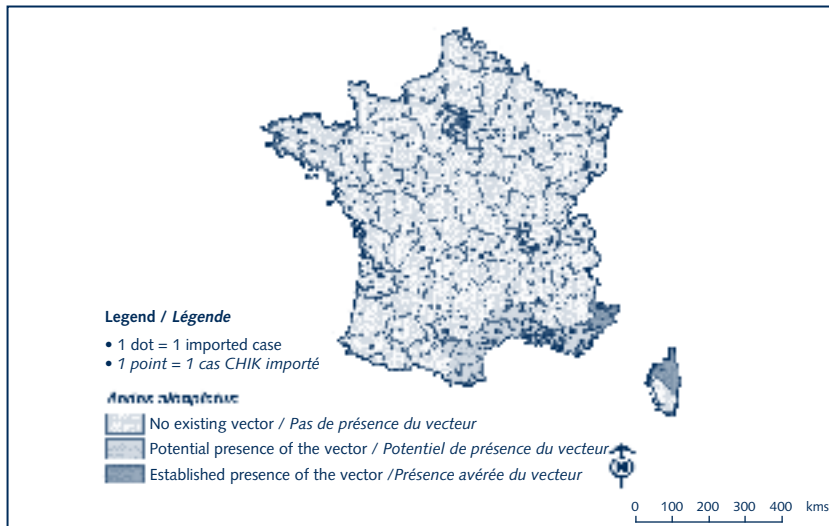 Legend / Légende
• 1 dot = 1 imported case
• 1 point = 1 cas CHIK importé
Aedes albopictus
No existing vector / Pas de présence du vecteur
Potential presence of the vector / Potentiel de présence du vecteur
Established presence of the vector /Présence avérée du vecteur
N
0 100 200 300 400 kms